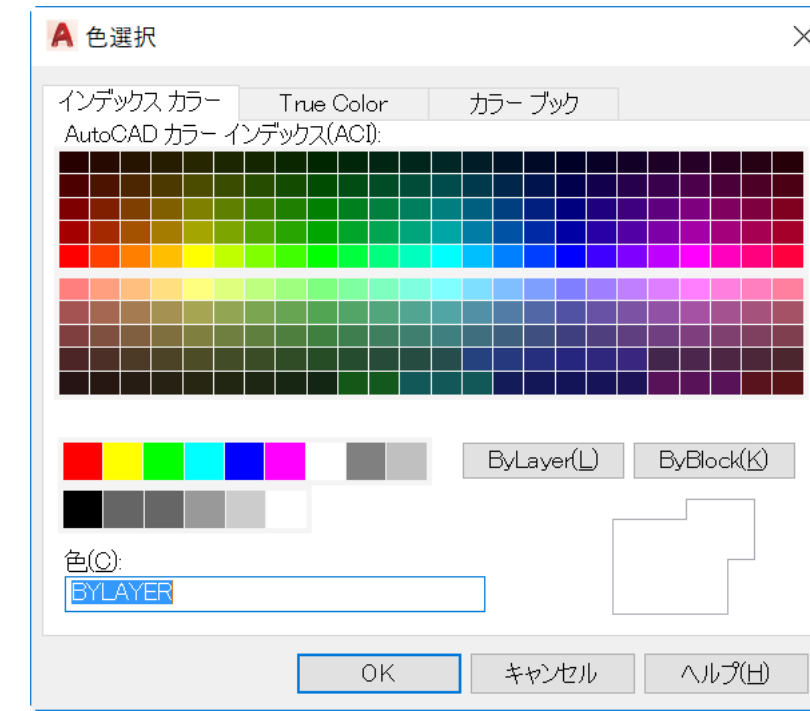 色選択
インデックス カラー True Color カラー ブック
AutoCAD カラー インデックス(ACI):
ByLayer(L) ByBlock(K)
色(C):
BYLAYER
OK キャンセル ヘルプ(H)